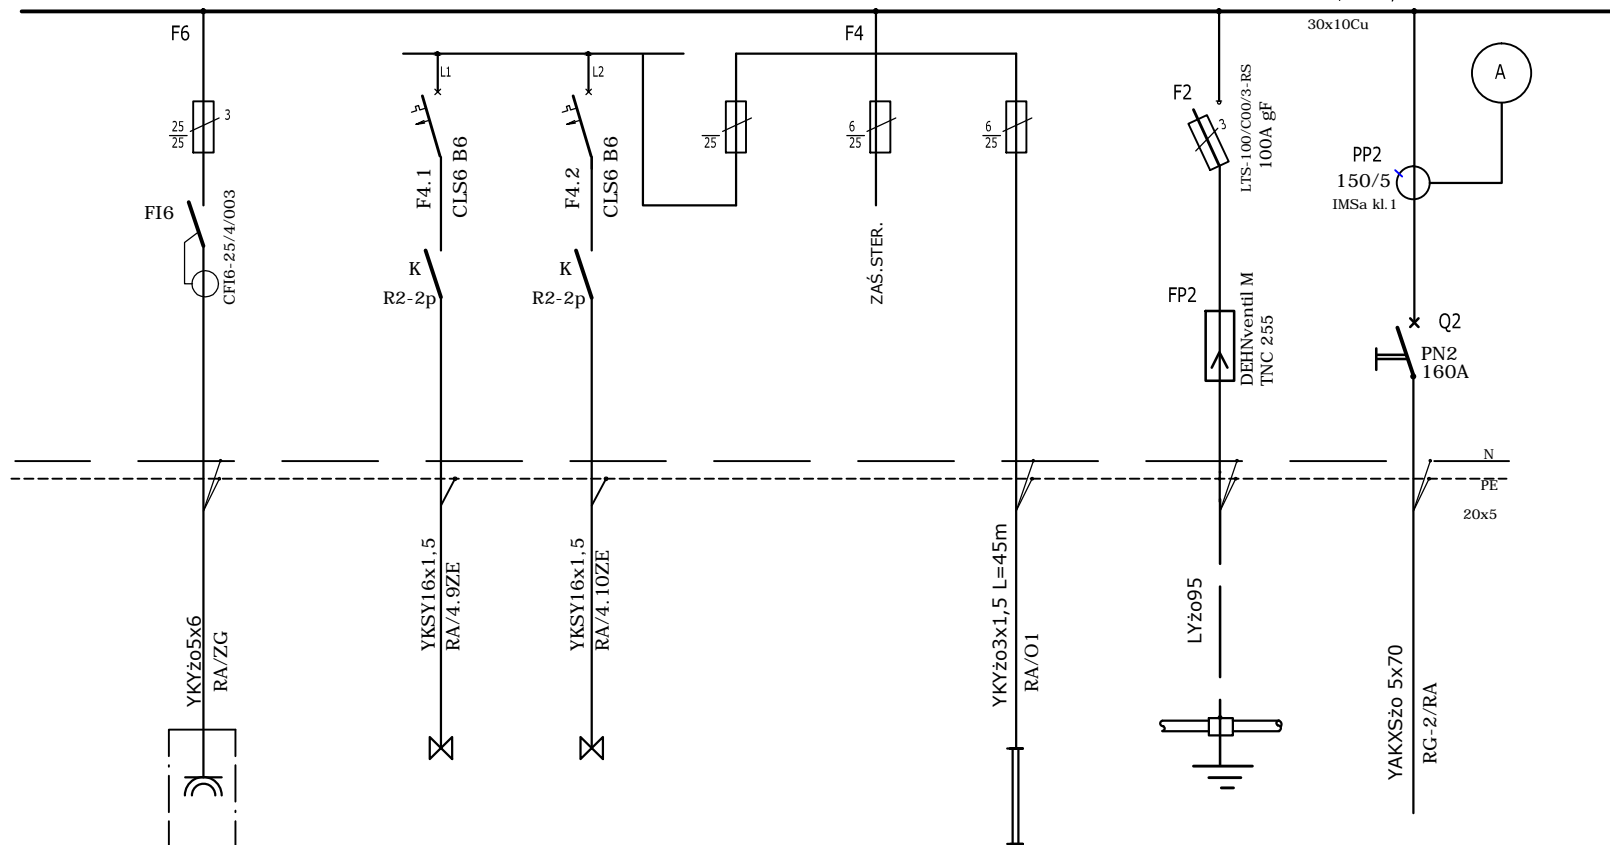 30x10Cu
F6
25
25
3
FI6
CFI6-25/4/003
L1
F4.1
CLS6 B6
K
R2-2p
L2
F4.2
CLS6 B6
K
R2-2p
25
F4
6
25
ZAŚ.STER.
6
25
F2
3
LTS-100/C00/3-RS
100A gF
FP2
DEHNventil M
TNC 255
A
PP2
150/5
IMSa kl.1
Q2
PN2
160A
N
PE
20x5
YKYżo5x6
RA/ZG
YKSY16x1,5
RA/4.9ZE
YKSY16x1,5
RA/4.10ZE
YKYżo3x1,5 L=45m
RA/O1
LYżo95
YAKXSżo 5x70
RG-2/RA